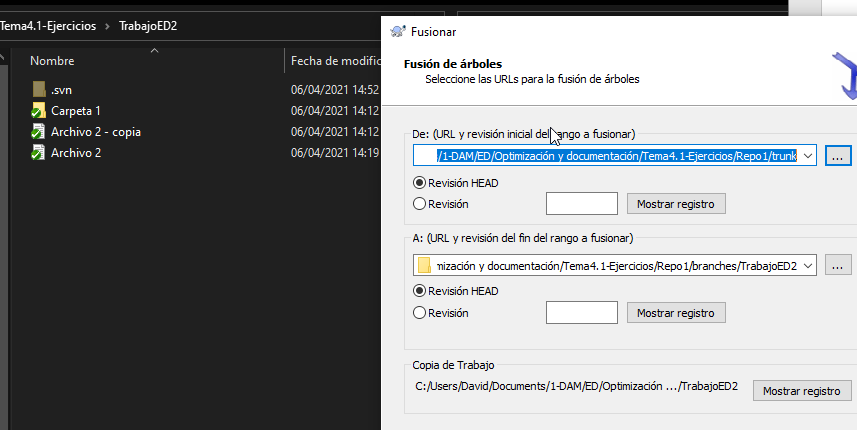 Tema4.1-Ejercicios > TrabajoED2
Nombre
Fecha de modific
.svn
06/04/2021 14:52
Carpeta 1
06/04/2021 14:12
Archivo 2 - copia
06/04/2021 14:12
Archivo 2
06/04/2021 14:19
Fusionar
Fusión de árboles
Seleccione las URLs para la fusión de árboles
De: (URL y revisión inicial del rango a fusionar)
/1-DAM/ED/Optimización y documentación/Tema4.1-Ejercicios/Repo1/trunk
...
Revisión HEAD
Revisión
Mostrar registro
A: (URL y revisión del fin del rango a fusionar)
mización y documentación/Tema4.1-Ejercicios/Repo1/branches/TrabajoED2
...
Revisión HEAD
Revisión
Mostrar registro
Copia de Trabajo
C:/Users/David/Documents/1-DAM/ED/Optimización .../TrabajoED2
Mostrar registro